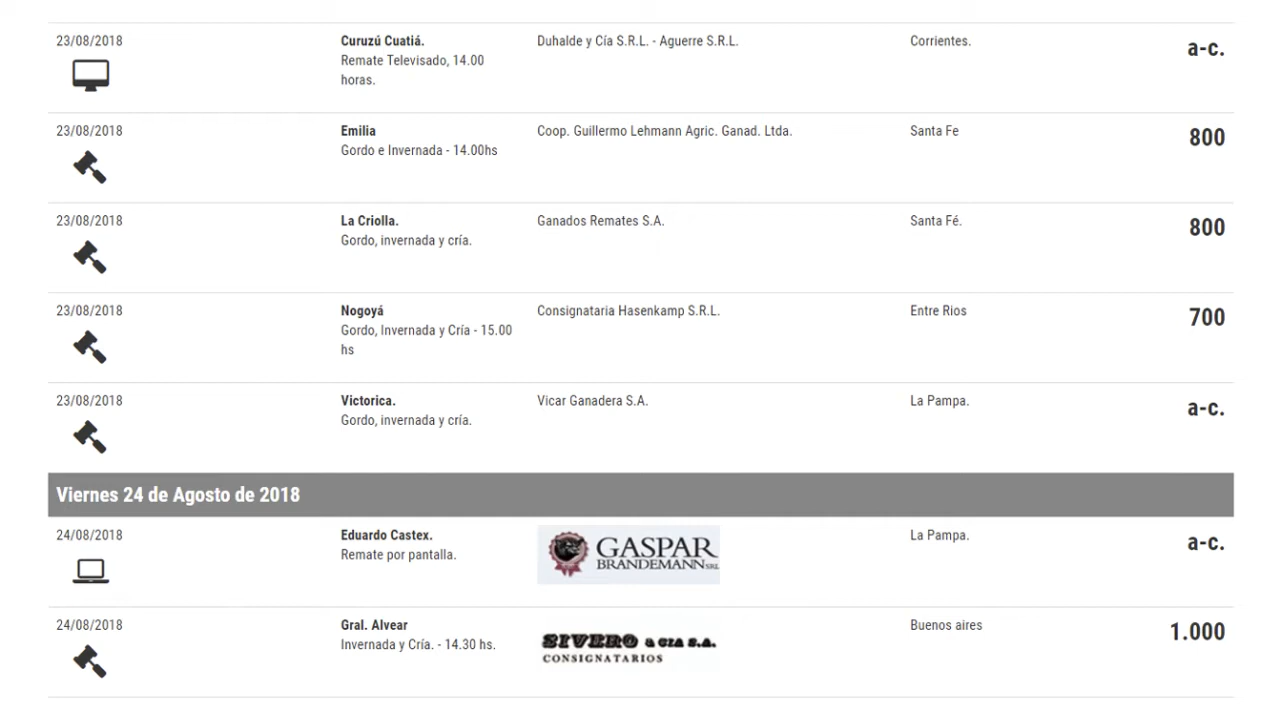 23/08/2018 Curuzú Cuatiá. Duhalde y Cía S.R.L. - Aguerre S.R.L. Corrientes. a-c.
Remate Televisado, 14.00
horas.
23/08/2018 Emilia Coop. Guillermo Lehmann Agric. Ganad. Ltda. Santa Fe 800
Gordo e Invernada - 14.00hs
23/08/2018 La Criolla. Ganados Remates S.A. Santa Fé. 800
Gordo, invernada y cría.
23/08/2018 Nogoyá Consignataria Hasenkamp S.R.L. Entre Rios 700
Gordo, Invernada y Cría - 15.00
hs
23/08/2018 Victorica. Vicar Ganadera S.A. La Pampa. a-c.
Gordo, invernada y cría.
Viernes 24 de Agosto de 2018
24/08/2018 Eduardo Castex. GASPAR La Pampa. a-c.
Remate por pantalla. BRANDEMANN SRL
24/08/2018 Gral. Alvear SIVERO & CIA S.A. Buenos aires 1.000
Invernada y Cría. - 14.30 hs. CONSIGNATARIOS